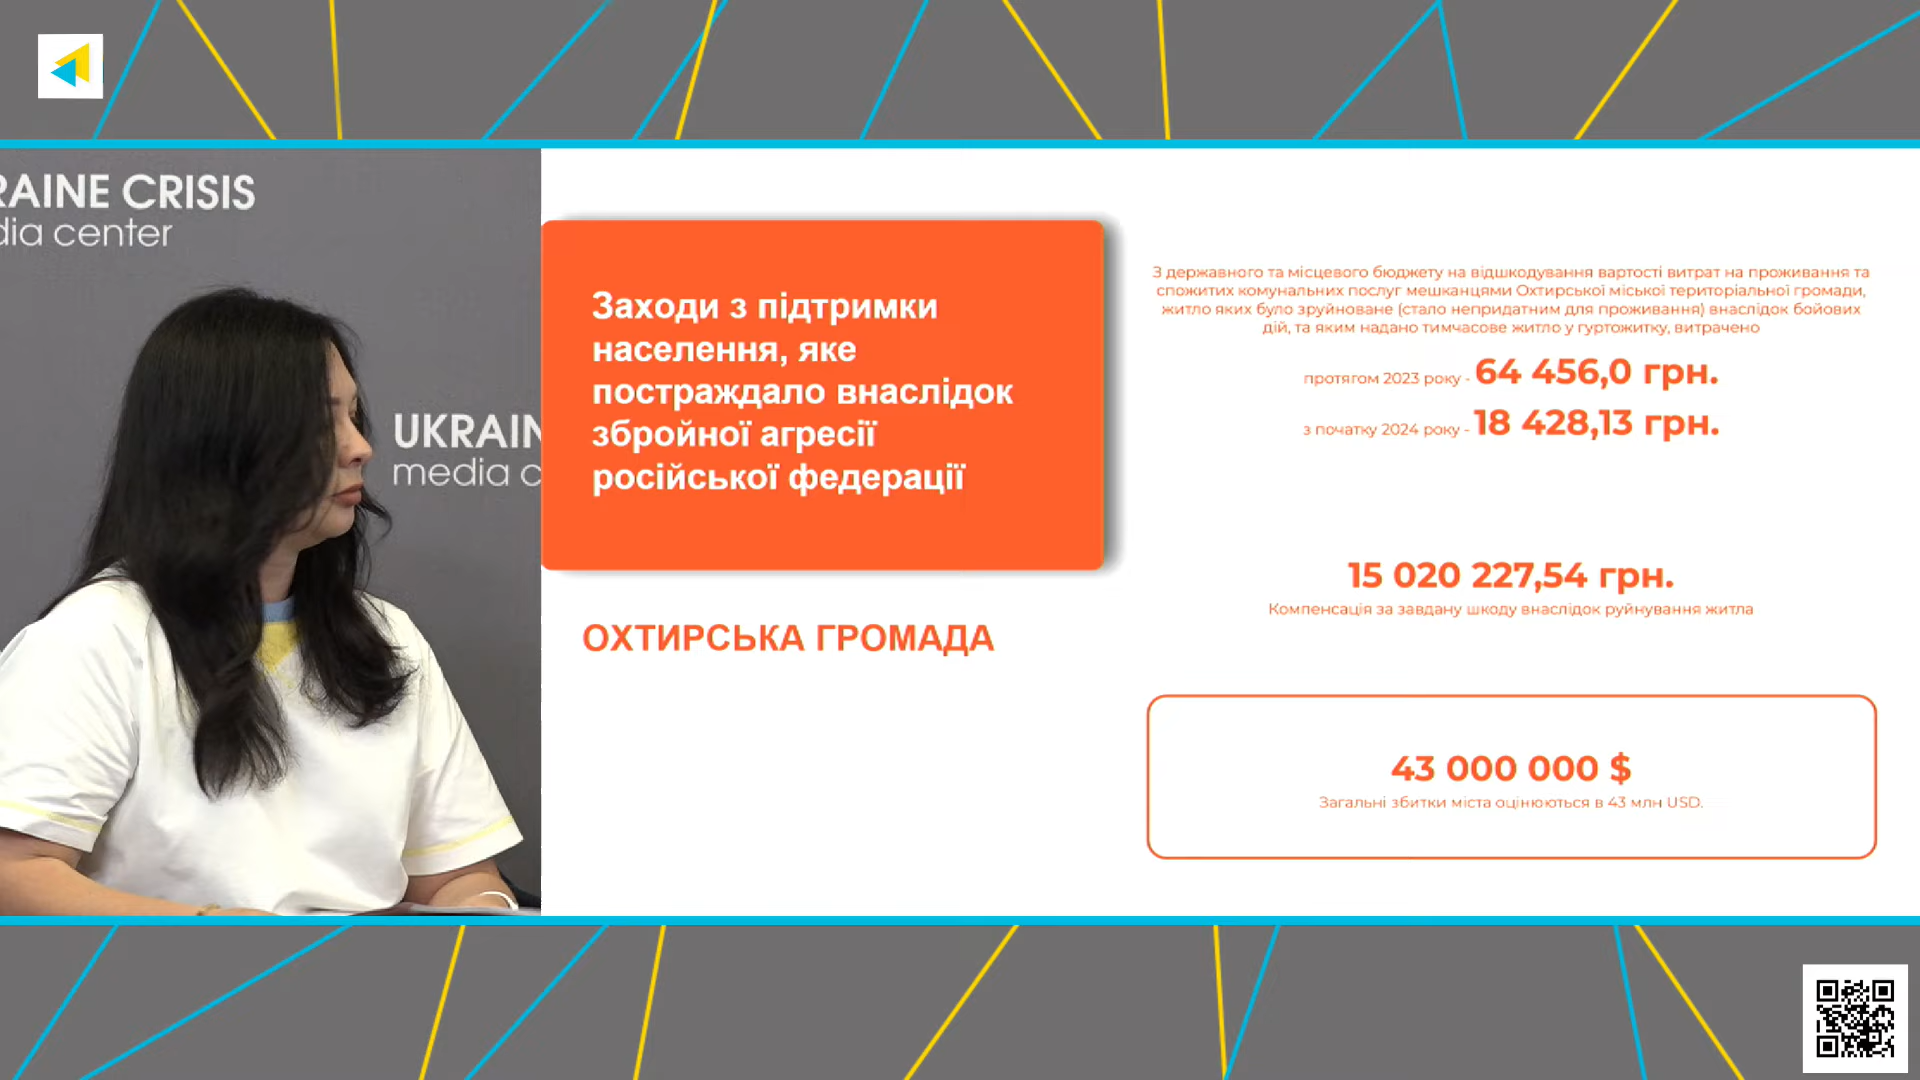 RAINE CRISIS
dia center
UKRAIN
media c
Заходи з підтримки
населення, яке
постраждало внаслідок
збройної агресії
російської федерації
ОХТИРСЬКА ГРОМАДА
З державного та місцевого бюджету на відшкодування вартості витрат на проживання та
спожитих комунальних послуг мешканцями Охтирської міської територіальної громади,
житло яких було зруйноване (стало непридатним для проживання) внаслідок бойових
дій, та яким надано тимчасове житло у гуртожитку, витрачено
протягом 2023 року - 64 456,0 грн.
з початку 2024 року - 18 428,13 грн.
15 020 227,54 грн.
Компенсація за завдану шкоду внаслідок руйнування житла
43 000 000 $
Загальні збитки міста оцінюються в 43 млн USD.